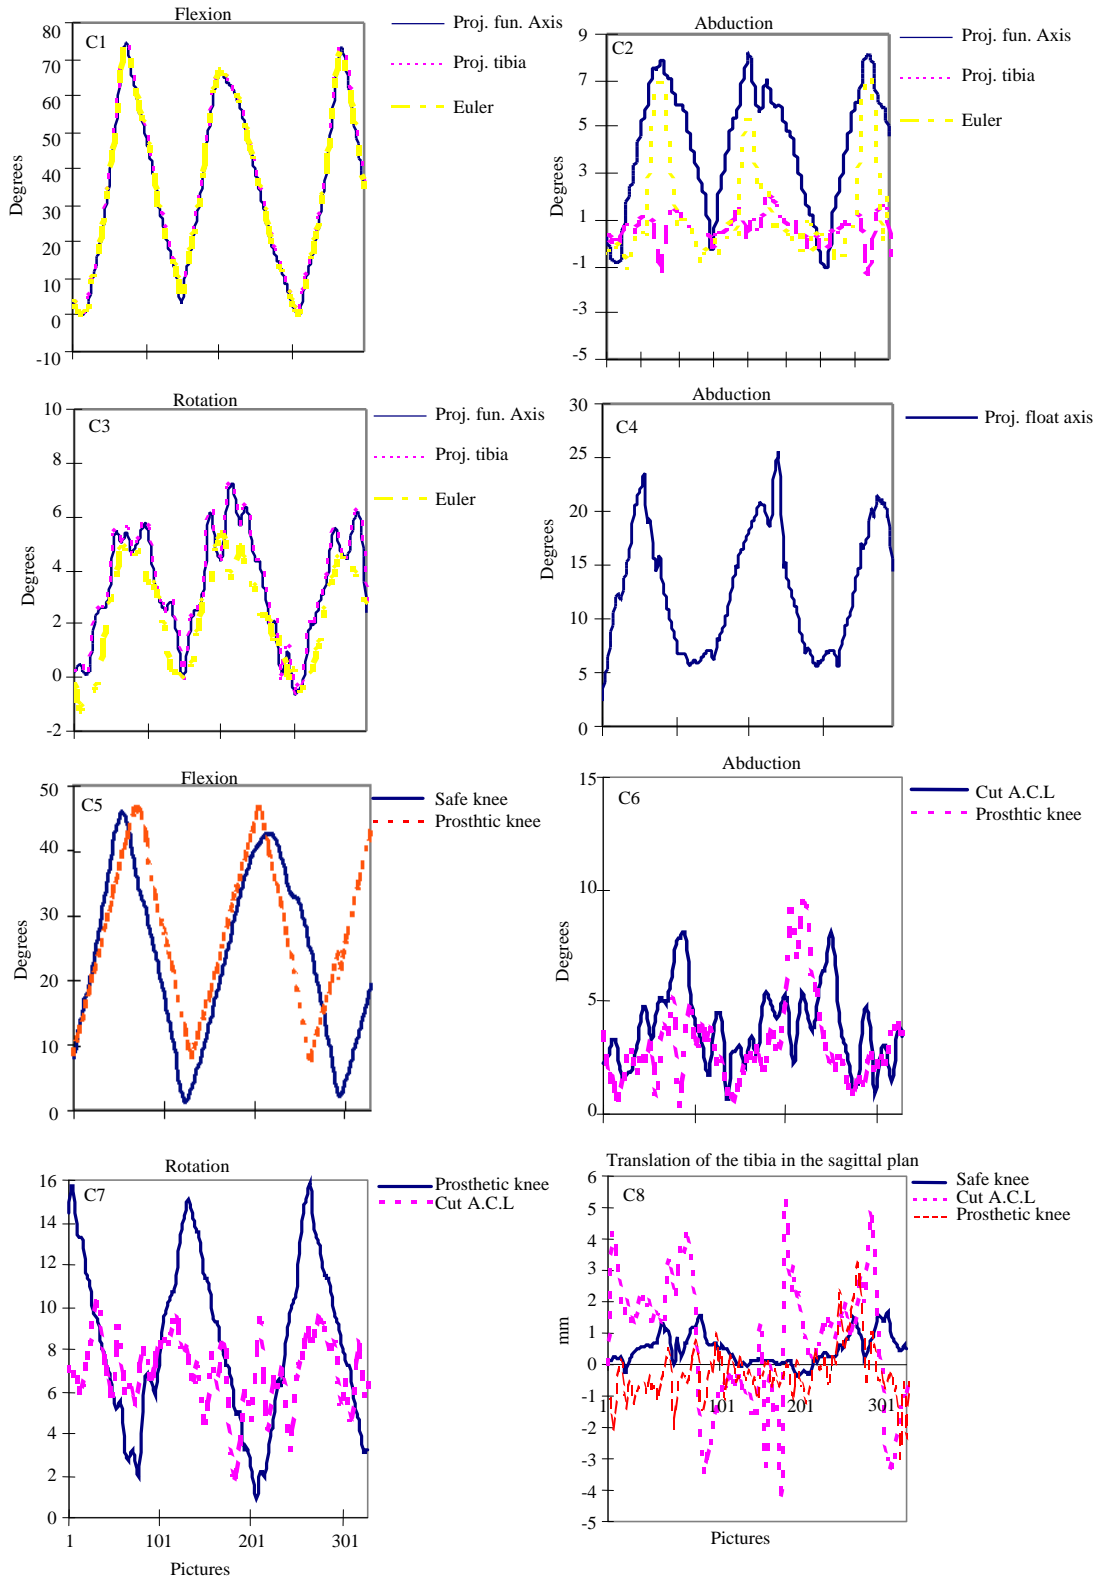 Flexion
C1
80
70
60
50
40
30
20
10
0
-10
Degrees
Proj. fun. Axis
Proj. tibia
Euler
Abduction
C2
9
7
5
3
1
-1
-3
-5
Degrees
Proj. fun. Axis
Proj. tibia
Euler
Rotation
C3
10
8
6
4
2
0
-2
Degrees
Proj. fun. Axis
Proj. tibia
Euler
Abduction
C4
30
25
20
15
10
5
0
Degrees
Proj. float axis
Flexion
C5
50
40
30
20
10
0
Degrees
Safe knee
Prosthtic knee
Abduction
C6
15
10
5
0
Degrees
Cut A.C.L
Prosthtic knee
Rotation
C7
16
14
12
10
8
6
4
2
0
1 101 201 301
Pictures
Prosthetic knee
Cut A.C.L
Translation of the tibia in the sagittal plan
C8
6
5
4
3
2
1
0
-1
-2
-3
-4
-5
mm
1 101 201 301
Pictures
Safe knee
Cut A.C.L
Prosthetic knee